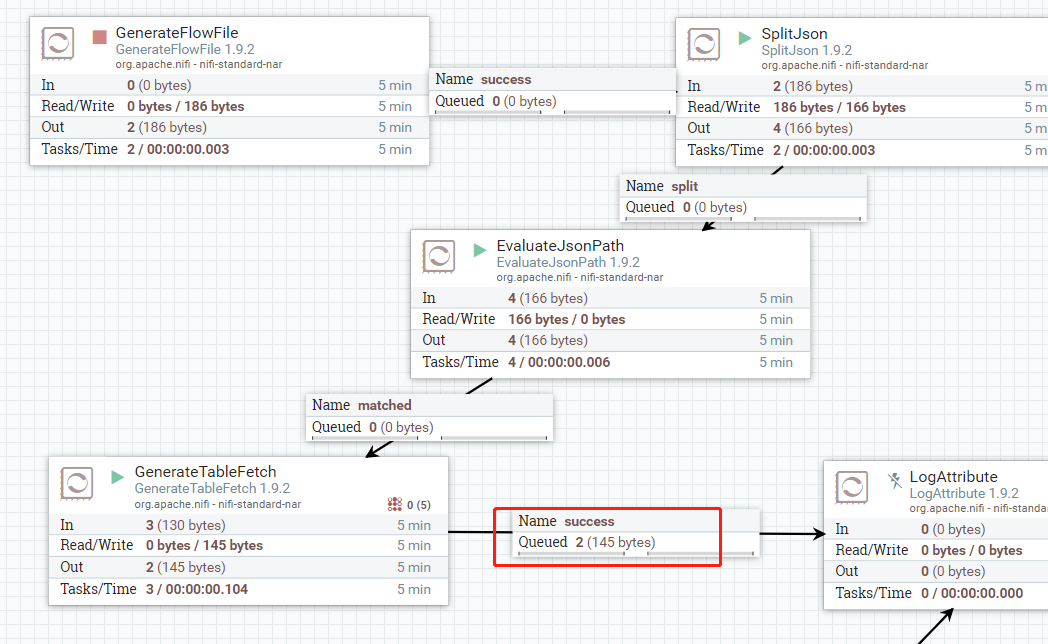 GenerateFlowFile
GenerateFlowFile 1.9.2
org.apache.nifi - nifi-standard-nar
In 0 (0 bytes) 5 min
Read/Write 0 bytes / 186 bytes 5 min
Out 2 (186 bytes) 5 min
Tasks/Time 2 / 00:00:00.003 5 min
Name success
Queued 0 (0 bytes)
SplitJson
SplitJson 1.9.2
org.apache.nifi - nifi-standard-nar
In 2 (186 bytes) 5 m
Read/Write 186 bytes / 166 bytes 5 m
Out 4 (166 bytes) 5 m
Tasks/Time 2 / 00:00:00.003 5 m
Name split
Queued 0 (0 bytes)
EvaluateJsonPath
EvaluateJsonPath 1.9.2
org.apache.nifi - nifi-standard-nar
In 4 (166 bytes) 5 min
Read/Write 166 bytes / 0 bytes 5 min
Out 4 (166 bytes) 5 min
Tasks/Time 4 / 00:00:00.006 5 min
Name matched
Queued 0 (0 bytes)
GenerateTableFetch
GenerateTableFetch 1.9.2
org.apache.nifi - nifi-standard-nar
0 (5)
In 3 (130 bytes) 5 min
Read/Write 0 bytes / 145 bytes 5 min
Out 2 (145 bytes) 5 min
Tasks/Time 3 / 00:00:00.104 5 min
Name success
Queued 2 (145 bytes)
LogAttribute
LogAttribute 1.9.2
org.apache.nifi - nifi-standa
In 0 (0 bytes)
Read/Write 0 bytes / 0 bytes
Out 0 (0 bytes)
Tasks/Time 0 / 00:00:00.000